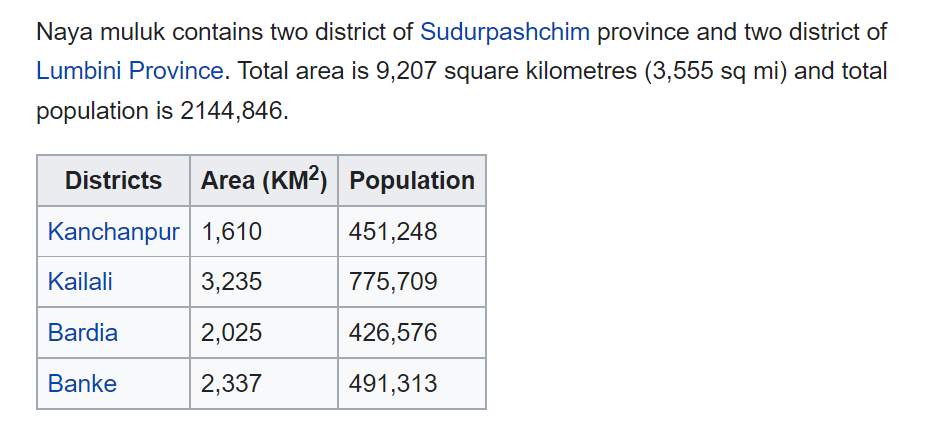 Naya muluk contains two district of Sudurpashchim province and two district of
Lumbini Province. Total area is 9,207 square kilometres (3,555 sq mi) and total
population is 2144,846.
Districts Area (KM²) Population
Kanchanpur 1,610 451,248
Kailali 3,235 775,709
Bardia 2,025 426,576
Banke 2,337 491,313